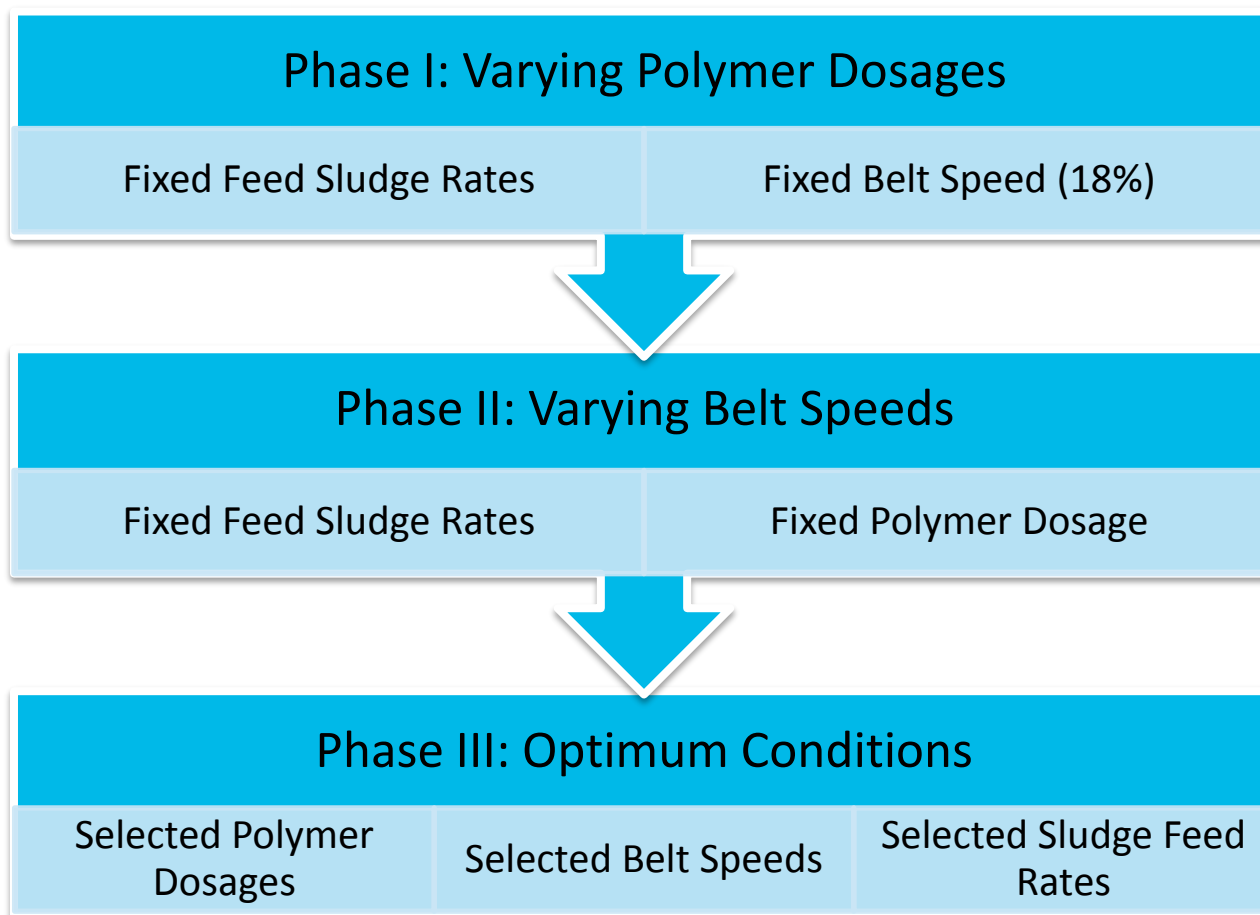 Phase I: Varying Polymer Dosages
Fixed Feed Sludge Rates
Fixed Belt Speed (18%)
Phase II: Varying Belt Speeds
Fixed Feed Sludge Rates
Fixed Polymer Dosage
Phase III: Optimum Conditions
Selected Polymer
Dosages
Selected Belt Speeds
Selected Sludge Feed
Rates